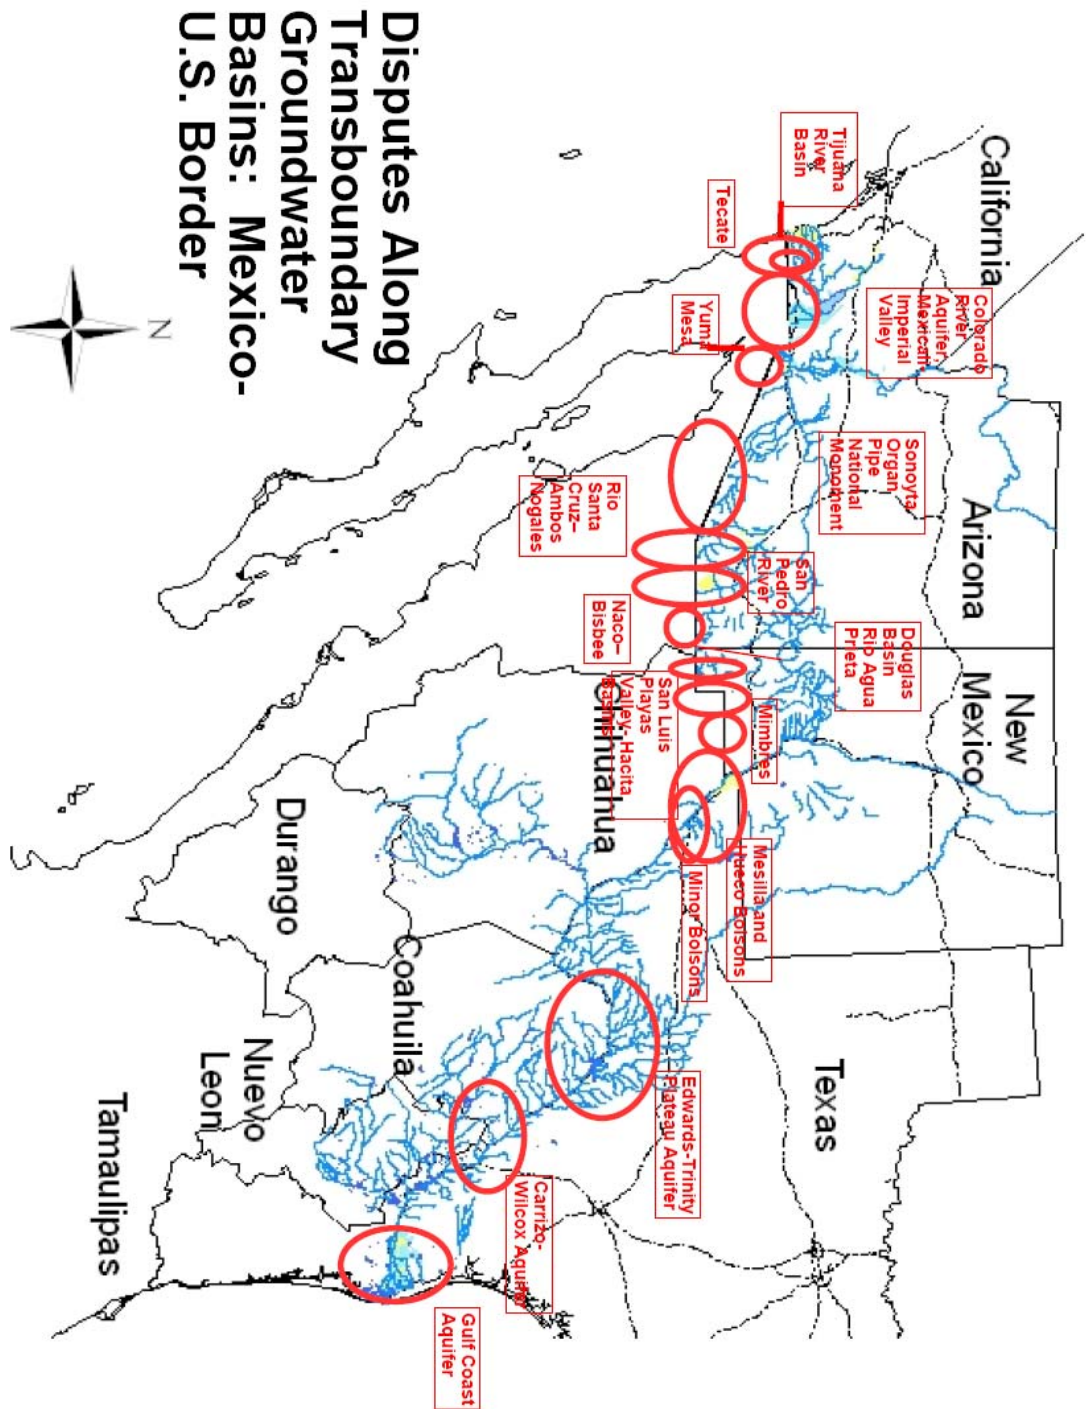 Disputes Along
Transboundary
Groundwater
Basins: Mexico-
U.S. Border
N
California
Arizona
New
Mexico
Texas
Chihuahua
Durango
Coahuila
Nuevo
Leon
Tamaulipas
Tijuana
River
Basin
Tecate
Colorado
River
Aquifer,
Mexicali,
Imperial
Valley
Yuma
Mesa
Sonoyta
Organ
Pipe
National
Monoment
Rio
Santa
Cruz–
Ambos
Nogales
San
Pedro
River
Naco–
Bisbee
Douglas
Basin
Rio Agua
Prieta
San Luis
Playas
Valley- Hacita
Basins
Mimbres
Mesilla and
Hueco Bolsons
Minor Bolsons
Edwards-Trinity
Plateau Aquifer
Carrizo-
Wilcox Aquifer
Gulf Coast
Aquifer